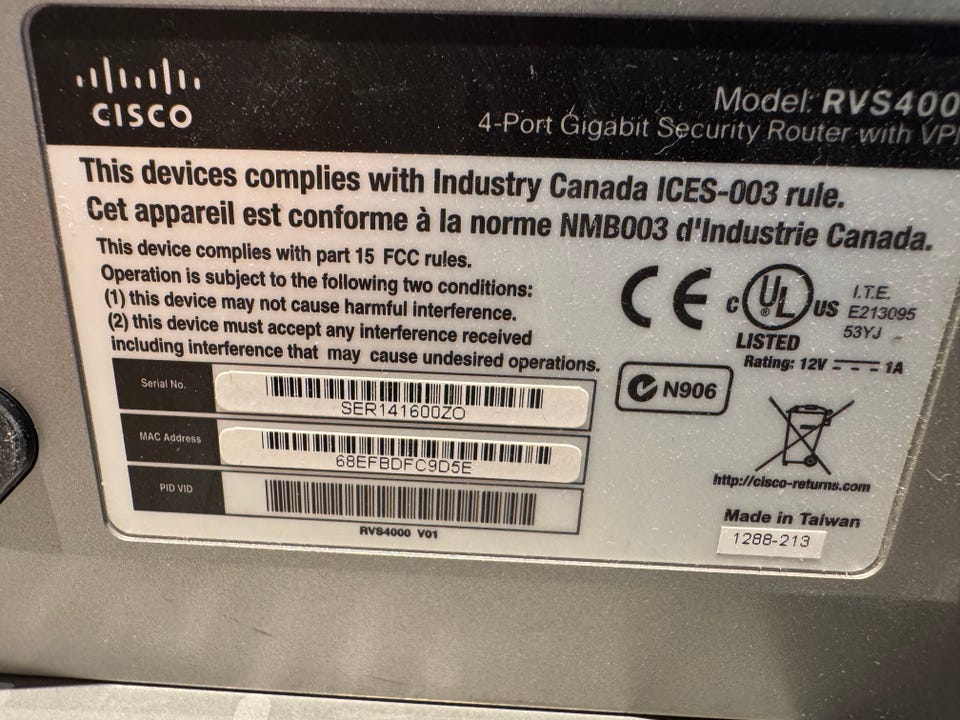 CISCO
Model: RVS400
4-Port Gigabit Security Router with VP
This devices complies with Industry Canada ICES-003 rule.
Cet appareil est conforme à la norme NMB003 d'Industrie Canada.
This device complies with part 15 FCC rules.
Operation is subject to the following two conditions:
(1) this device may not cause harmful interference.
(2) this device must accept any interference received
including interference that may cause undesired operations.
CE
C UL ® US
LISTED
I.T.E.
E213095
53YJ
Rating: 12V 1A
Serial No.
SER141600ZO
MAC Address
68EFBDFC9D5E
PID VID
RVS4000 V01
N906
http://cisco-returns.com
Made in Taiwan
1288-213